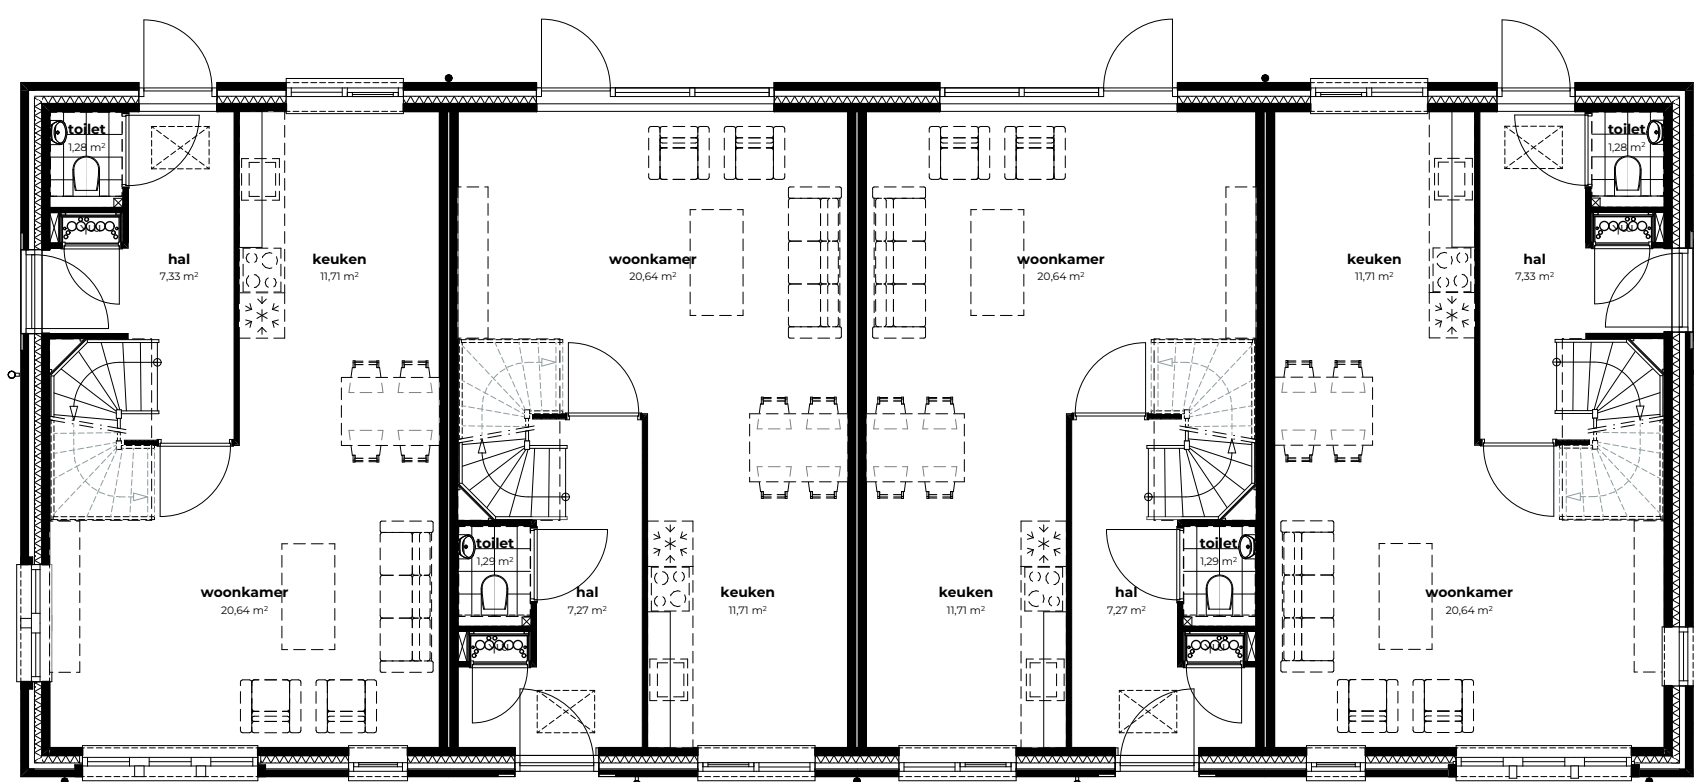 toilet
1,28 m²
hal
7,33 m²
keuken
11,71 m²
woonkamer
20,64 m²
woonkamer
20,64 m²
keuken
11,71 m²
hal
7,33 m²
toilet
1,28 m²
woonkamer
20,64 m²
toilet
1,29 m²
hal
7,27 m²
keuken
11,71 m²
keuken
11,71 m²
hal
7,27 m²
toilet
1,29 m²
woonkamer
20,64 m²